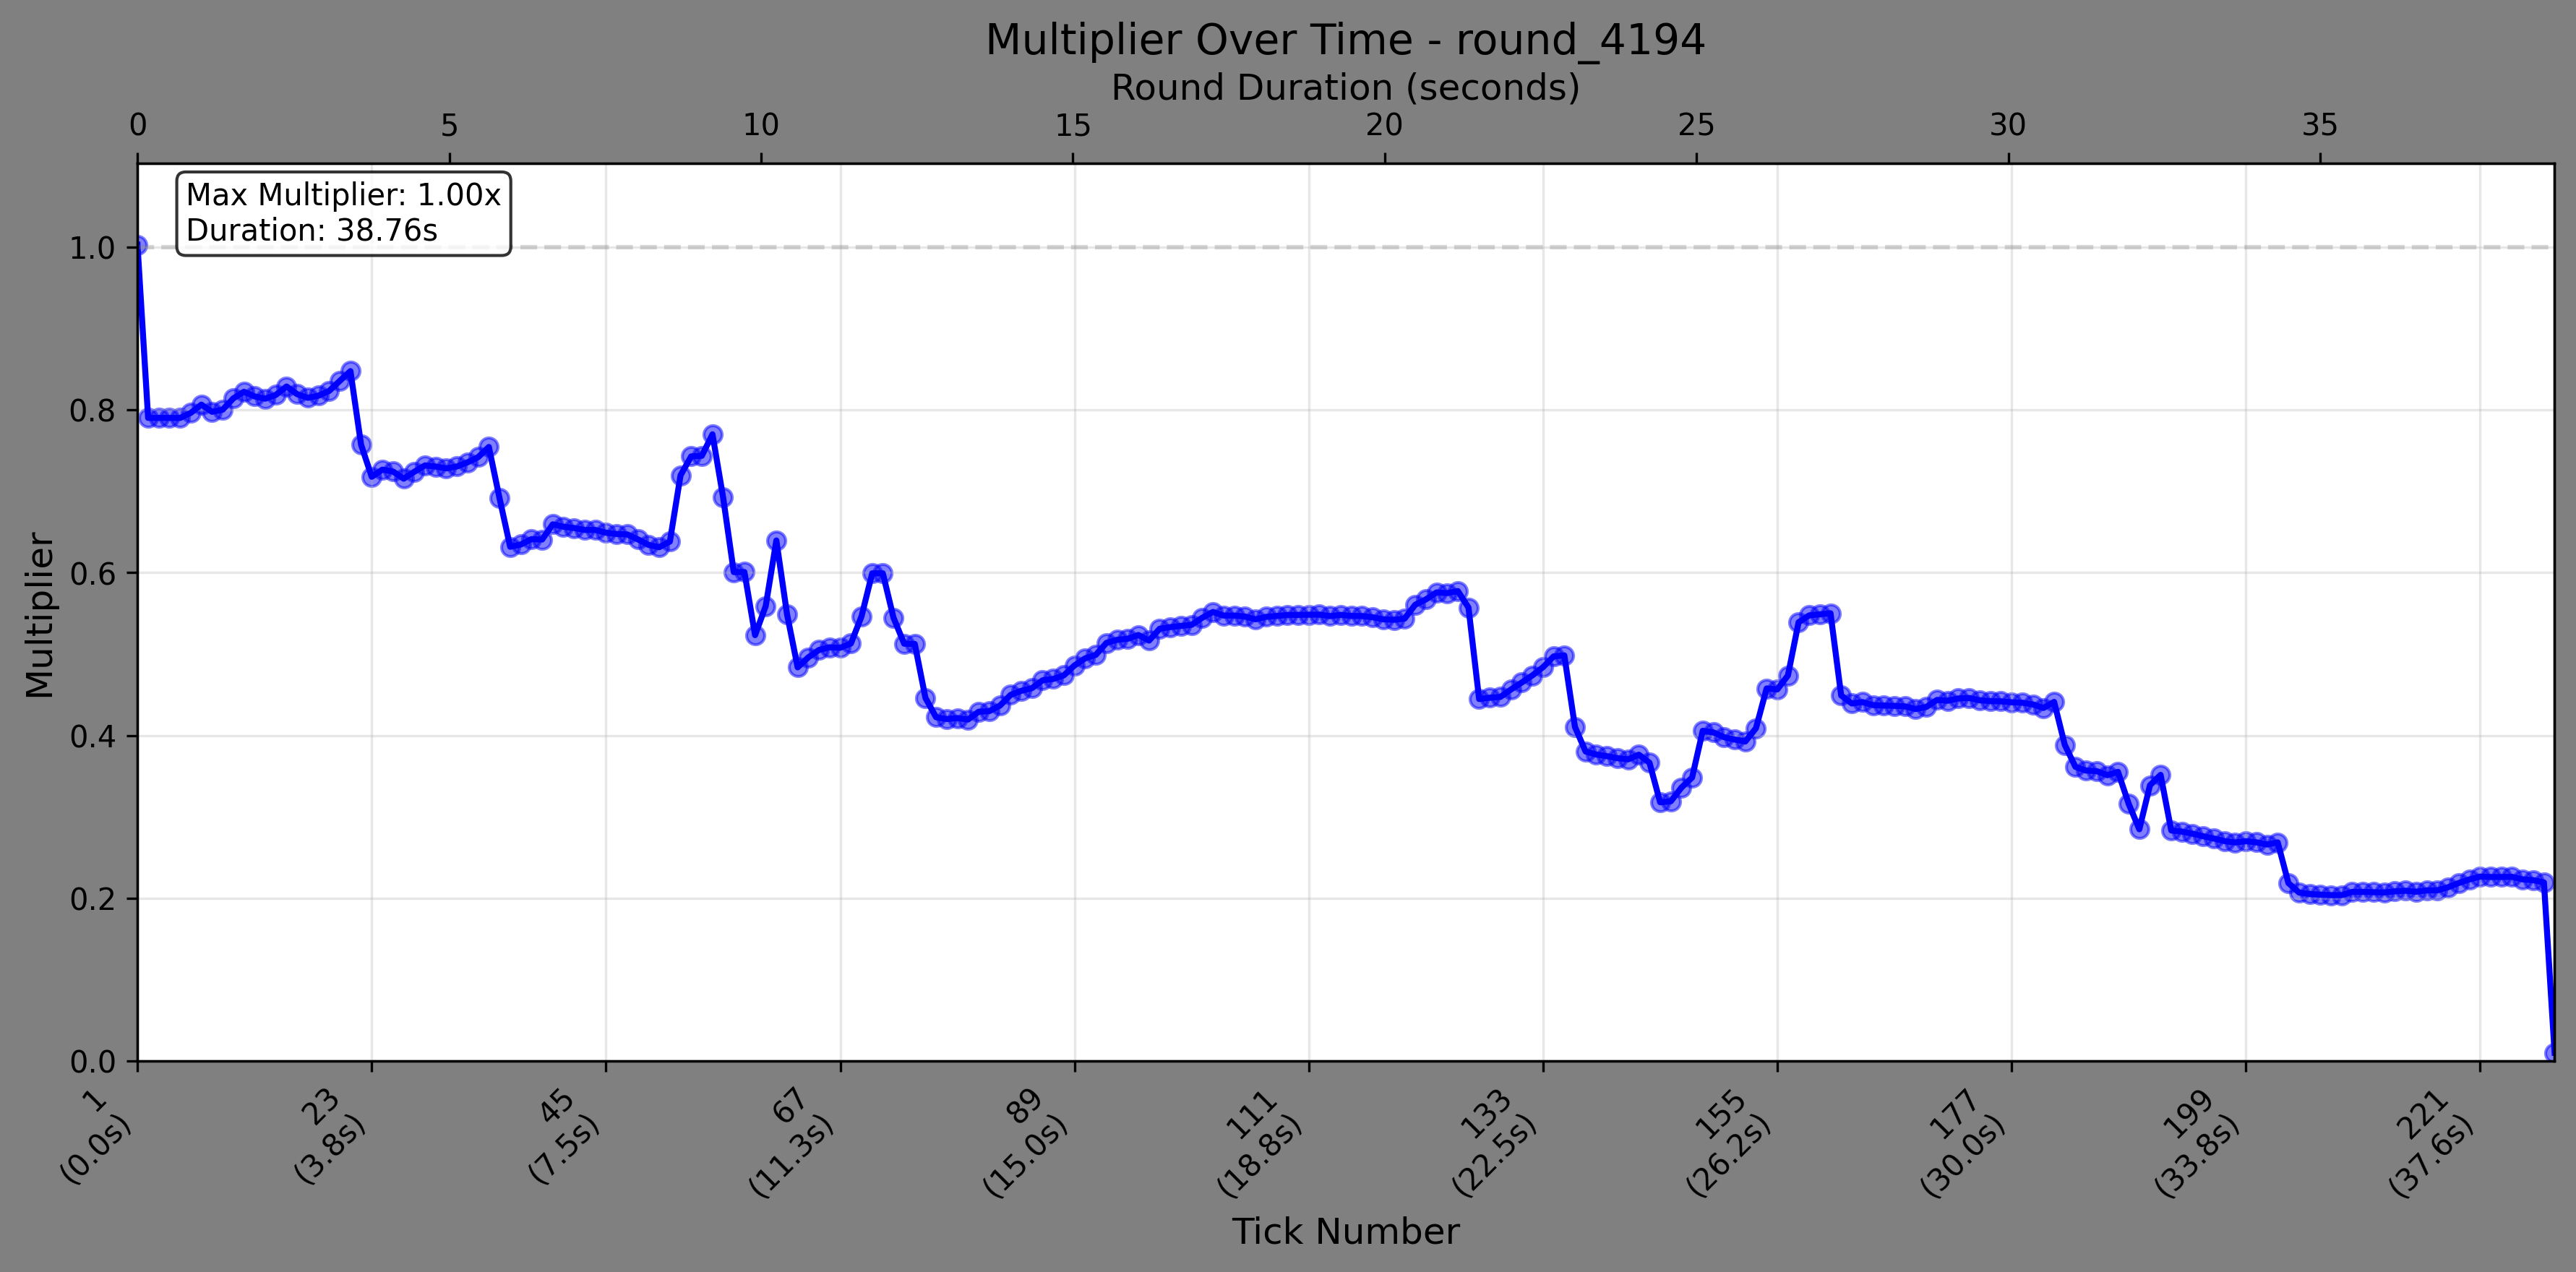 Multiplier Over Time - round_4194
Round Duration (seconds)
0 5 10 15 20 25 30 35
Max Multiplier: 1.00x
Duration: 38.76s
Multiplier
1.0
0.8
0.6
0.4
0.2
0.0
1
(0.0s)
23
(3.8s)
45
(7.5s)
67
(11.3s)
89
(15.0s)
111
(18.8s)
133
(22.5s)
155
(26.2s)
177
(30.0s)
199
(33.8s)
221
(37.6s)
Tick Number